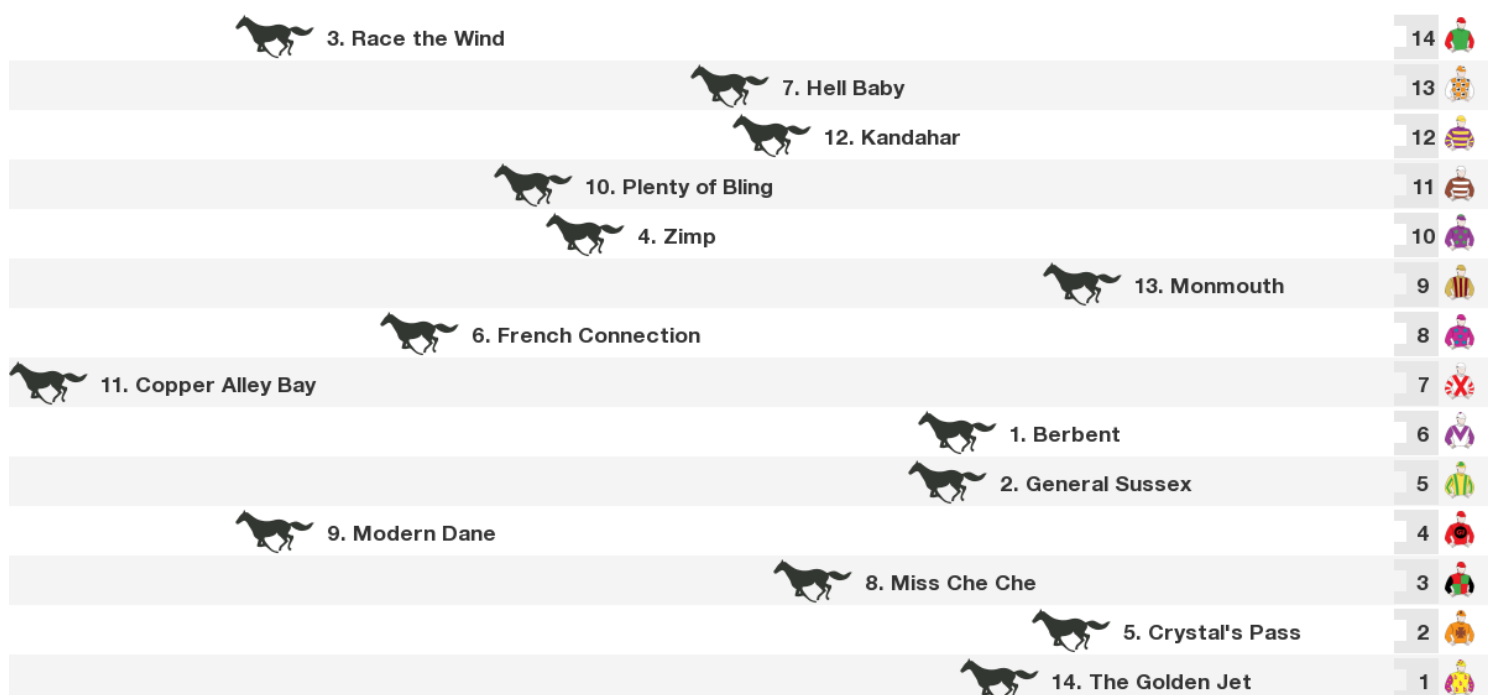 3. Race the Wind 14
7. Hell Baby 13
12. Kandahar 12
10. Plenty of Bling 11
4. Zimp 10
13. Monmouth 9
6. French Connection 8
11. Copper Alley Bay 7
1. Berbent 6
2. General Sussex 5
9. Modern Dane 4
8. Miss Che Che 3
5. Crystal's Pass 2
14. The Golden Jet 1